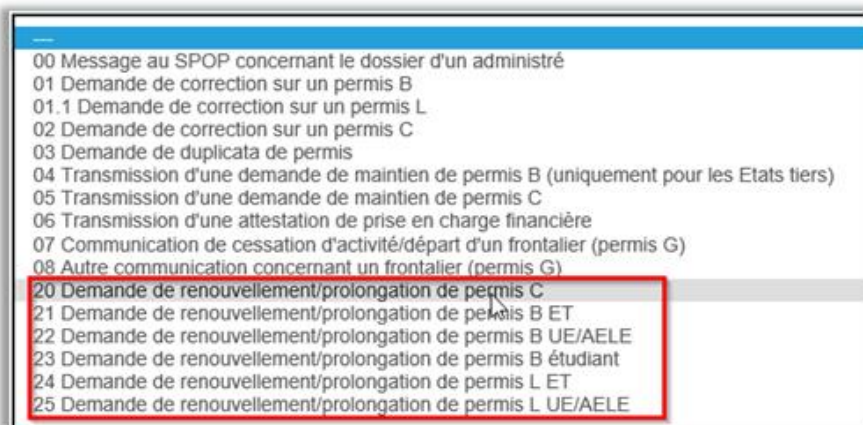 ---
00 Message au SPOP concernant le dossier d'un administré
01 Demande de correction sur un permis B
01.1 Demande de correction sur un permis L
02 Demande de correction sur un permis C
03 Demande de duplicata de permis
04 Transmission d'une demande de maintien de permis B (uniquement pour les Etats tiers)
05 Transmission d'une demande de maintien de permis C
06 Transmission d'une attestation de prise en charge financière
07 Communication de cessation d'activité/départ d'un frontalier (permis G)
08 Autre communication concernant un frontalier (permis G)
20 Demande de renouvellement/prolongation de permis C
21 Demande de renouvellement/prolongation de permis B ET
22 Demande de renouvellement/prolongation de permis B UE/AELE
23 Demande de renouvellement/prolongation de permis B étudiant
24 Demande de renouvellement/prolongation de permis L ET
25 Demande de renouvellement/prolongation de permis L UE/AELE